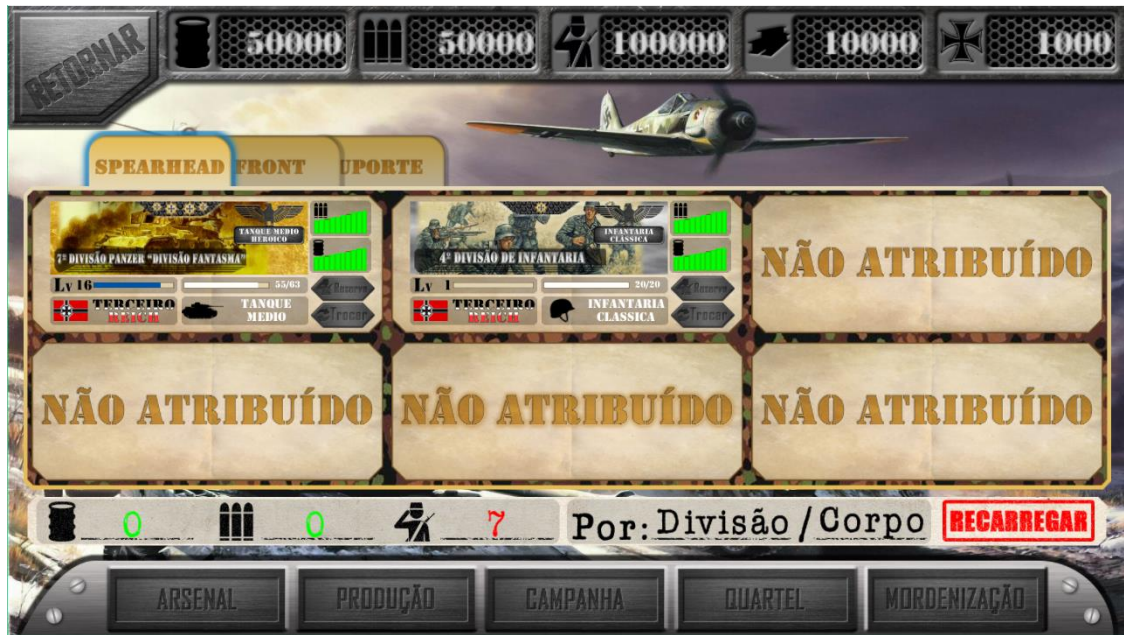 RETORNAR
50000
50000
100000
10000
1000
SPEARHEAD
FRONT
UPORTE
TANQUE MEDIO
HEROICO
7ª DIVISÃO PANZER "DIVISÃO FANTASMA"
Lv 16
55/63
Reserva
TERCEIRO
REICH
TANQUE
MEDIO
Trocar
INFANTARIA
CLASSICA
4ª DIVISÃO DE INFANTARIA
Lv 1
20/20
Reserva
TERCEIRO
REICH
INFANTARIA
CLASSICA
Trocar
NÃO ATRIBUÍDO
NÃO ATRIBUÍDO
NÃO ATRIBUÍDO
NÃO ATRIBUÍDO
0
0
7
Por: Divisão / Corpo
RECARREGAR
ARSENAL
PRODUÇÃO
CAMPANHA
QUARTEL
MORDENIZAÇÃO